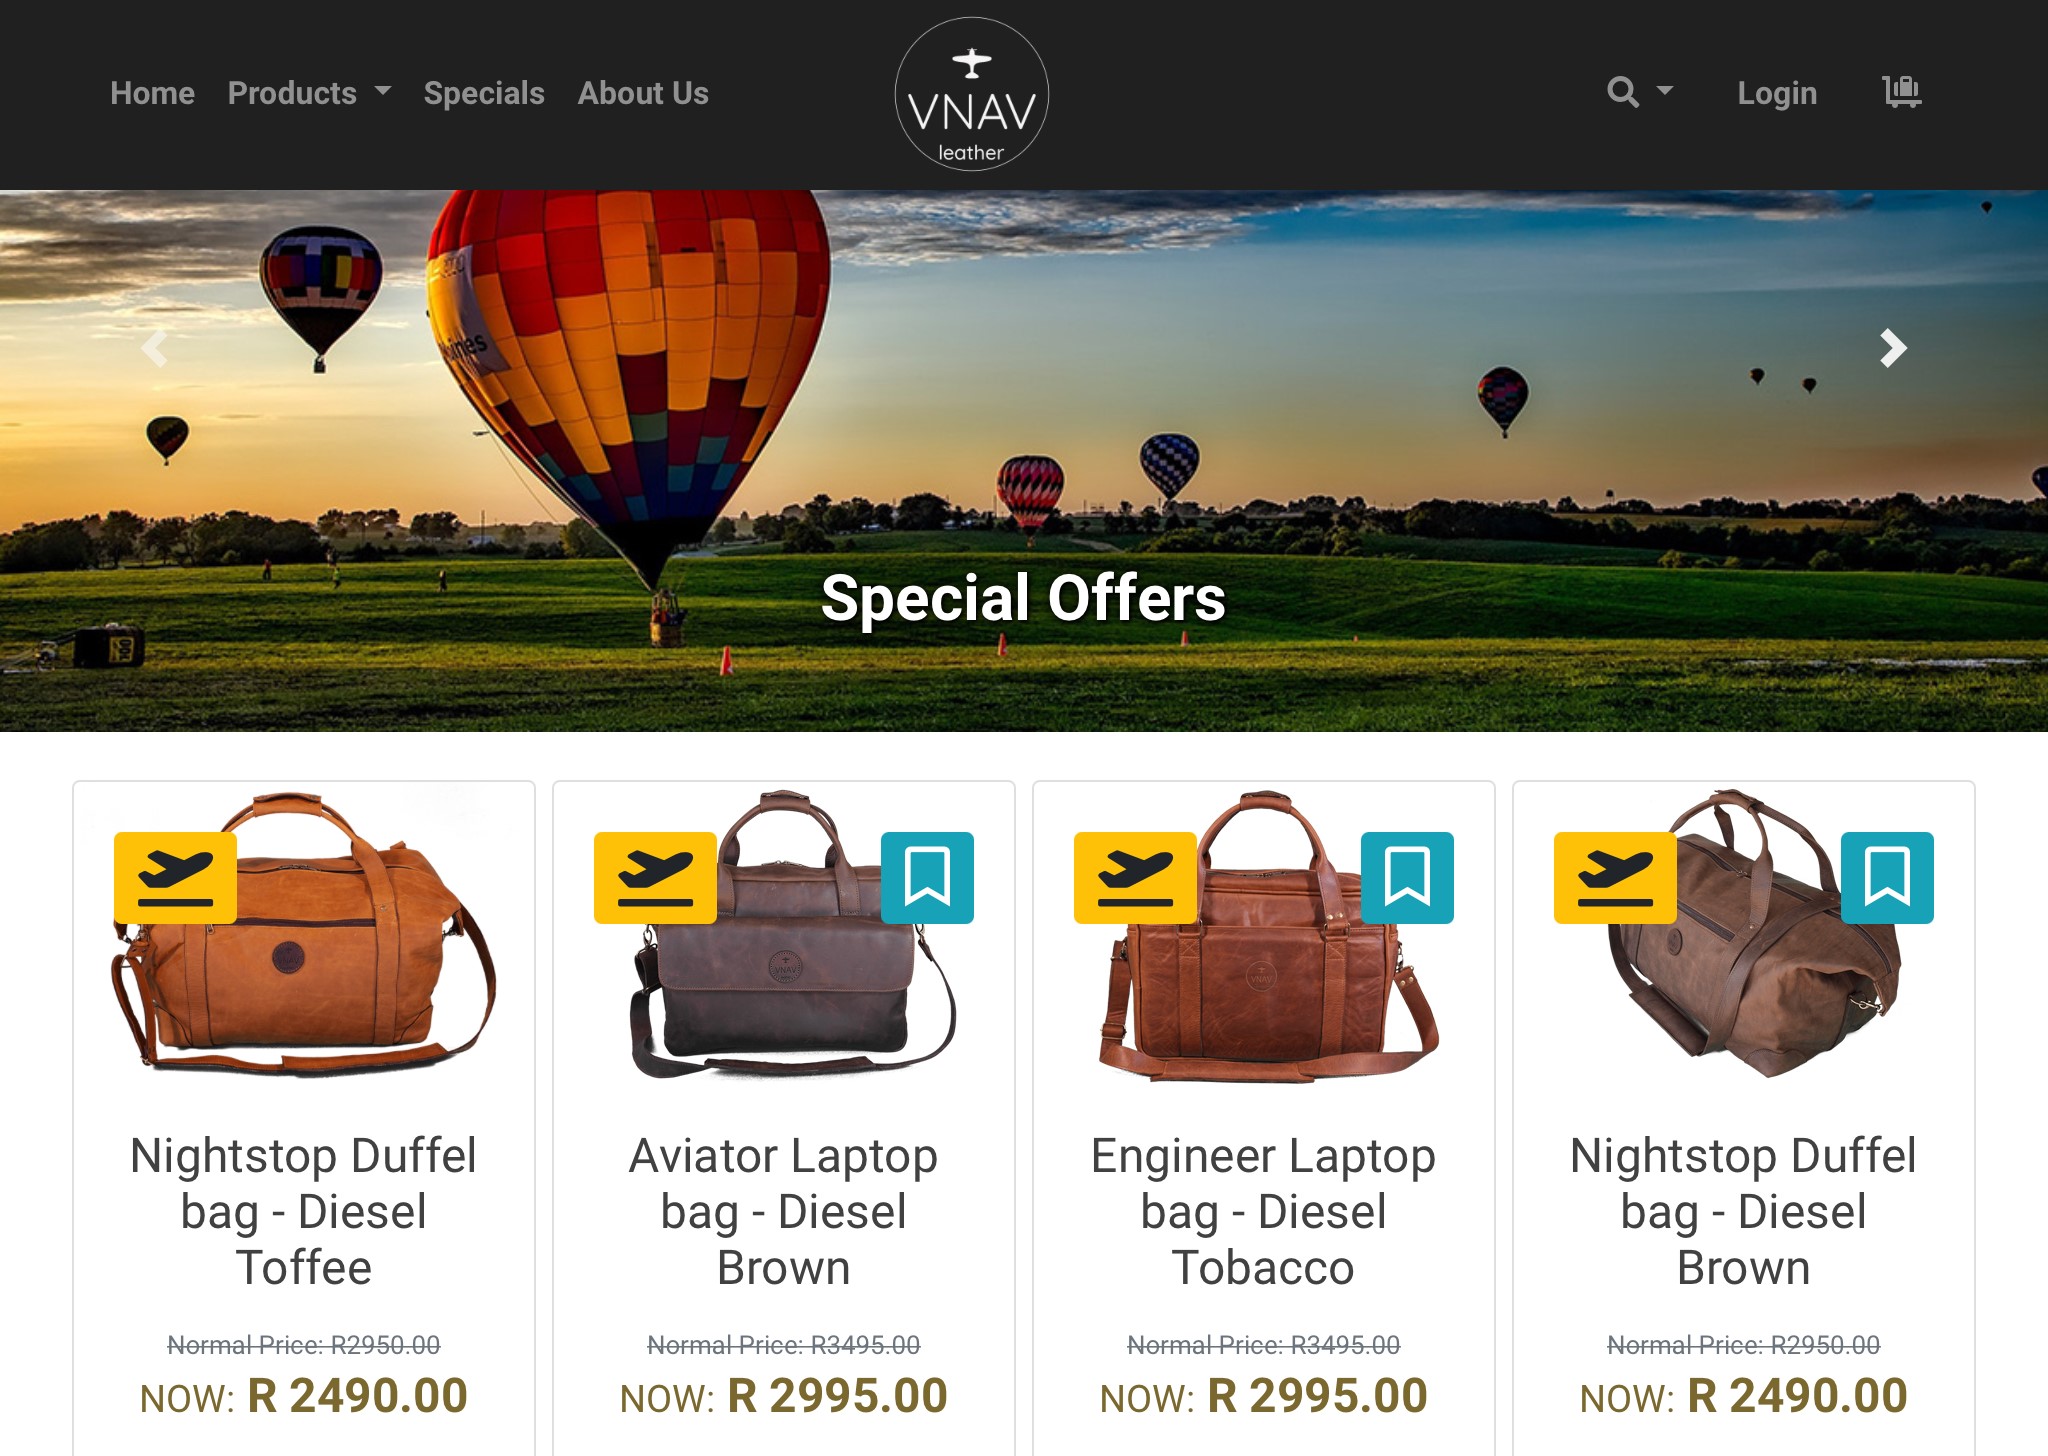 Home Products Specials About Us
VNAV
leather
Login
Special Offers
VNAV
VNAV
Nightstop Duffel
bag - Diesel
Toffee
Normal Price: R2950.00
NOW: R 2490.00
Aviator Laptop
bag - Diesel
Brown
Normal Price: R3495.00
NOW: R 2995.00
Engineer Laptop
bag - Diesel
Tobacco
Normal Price: R3495.00
NOW: R 2995.00
Nightstop Duffel
bag - Diesel
Brown
Normal Price: R2950.00
NOW: R 2490.00